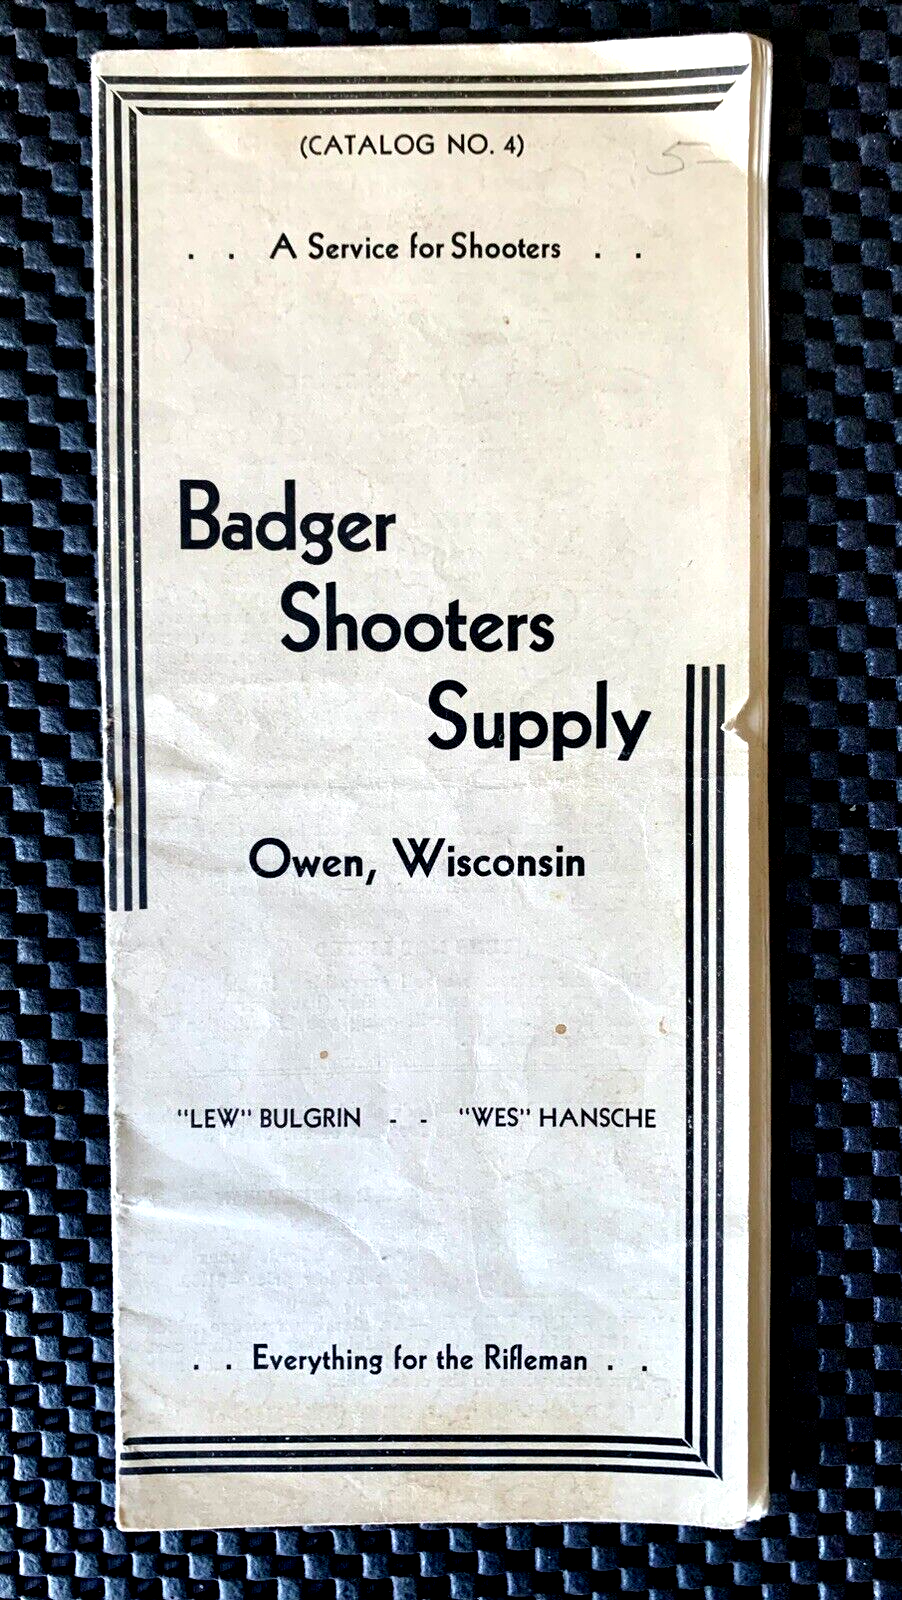 (CATALOG NO. 4)
5-
. . A Service for Shooters . .
Badger
Shooters
Supply
Owen, Wisconsin
"LEW" BULGRIN - - "WES" HANSCHE
. . Everything for the Rifleman . .